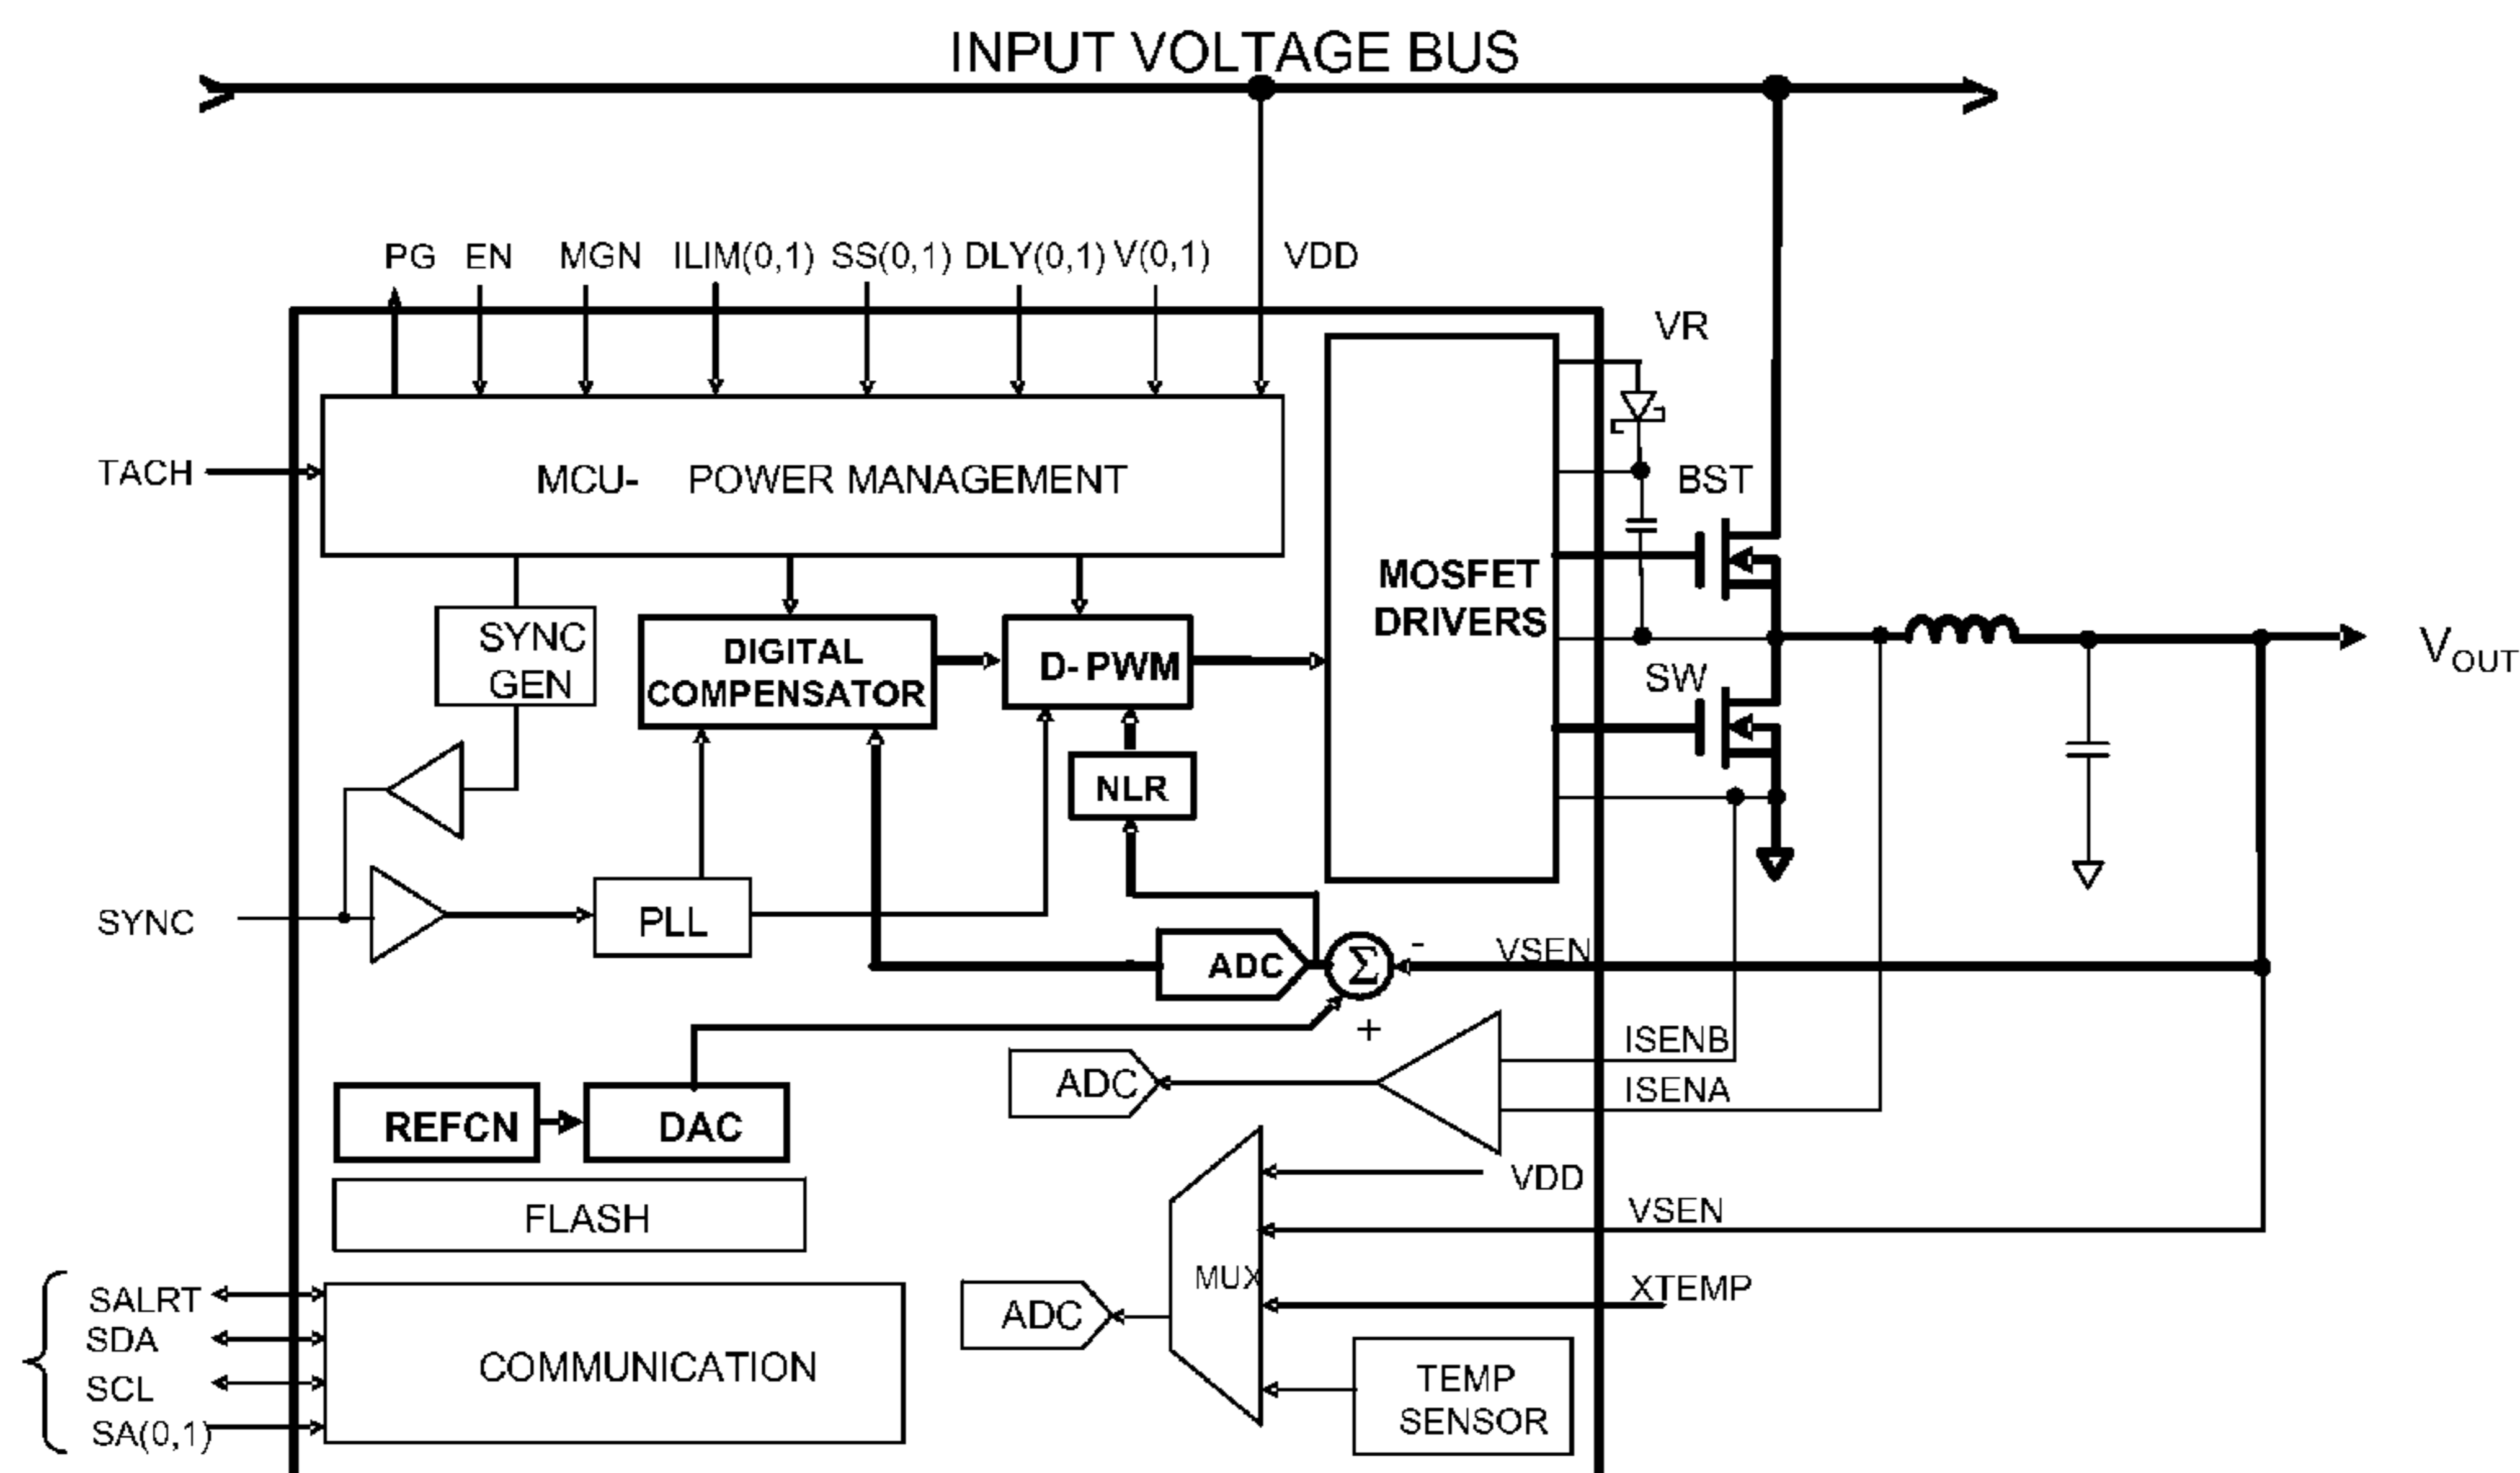 INPUT VOLTAGE BUS
PG EN MGN ILIM(0,1) SS(0,1) DLY(0,1) V(0,1) VDD
VR
TACH
MCU- POWER MANAGEMENT
BST
MOSFET
DRIVERS
SYNC
GEN
DIGITAL
COMPENSATOR
D-PWM
SW
VOUT
NLR
SYNC
PLL
ADC
Σ
-
VSEN
+
ISENB
ADC
ISENA
REFCN
DAC
VDD
FLASH
VSEN
MUX
XTEMP
SALRT
SDA
SCL
SA(0,1)
COMMUNICATION
ADC
TEMP
SENSOR